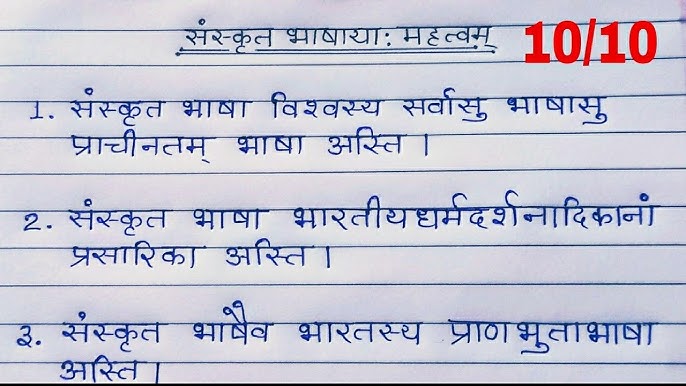 संस्कृत भाषाया: महत्वम्
10/10
1. संस्कृत भाषा विश्वस्य सर्वासु भाषासु
प्राचीनतम् भाषा अस्ति।
2. संस्कृत भाषा भारतीयधर्मदर्शनादिकानां
प्रसारिका अस्ति।
३. संस्कृत भाषैव भारतस्य प्राणभुताभाषा
अस्ति।